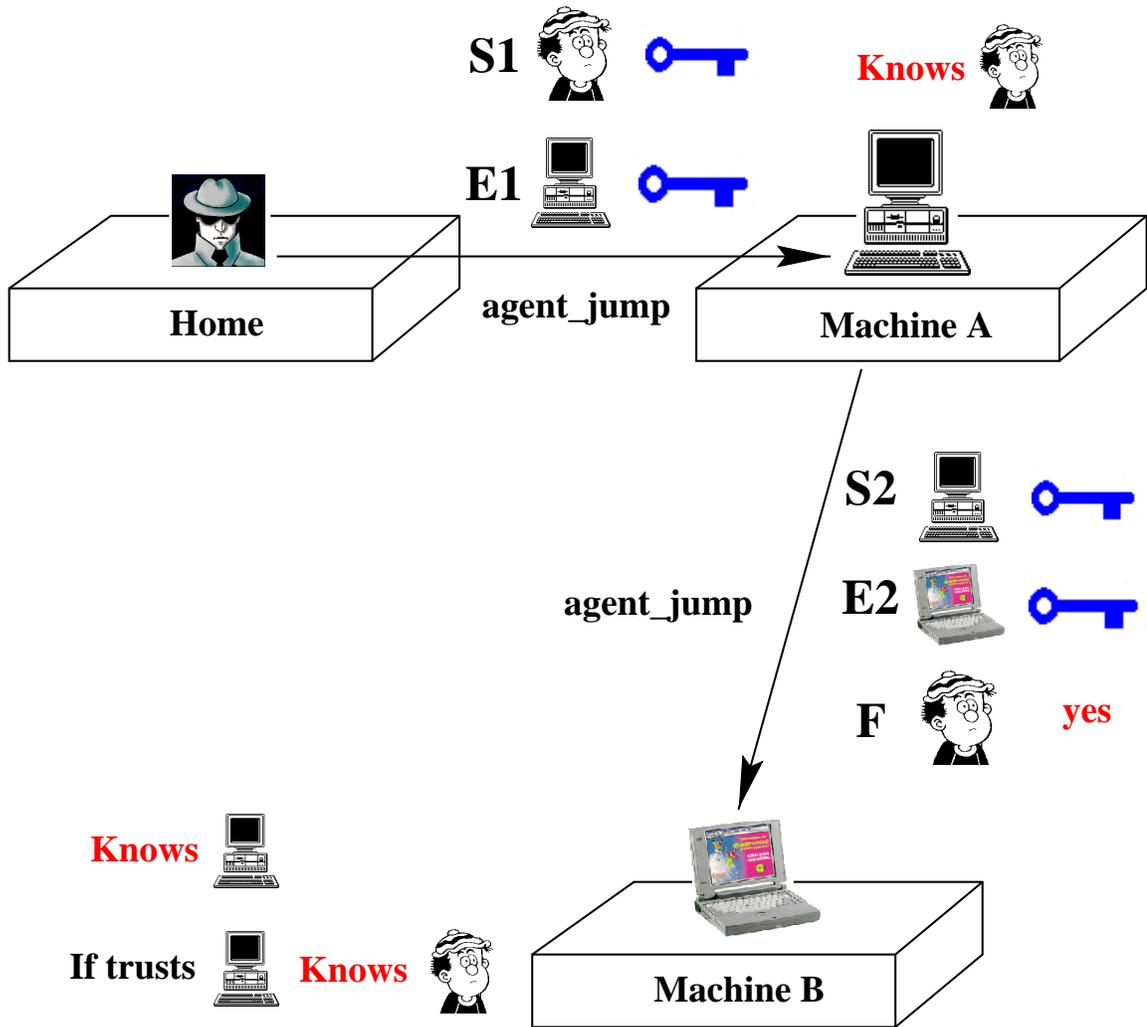 S1
Knows
E1
Home
agent_jump
Machine A
S2
agent_jump
E2
F
yes
Knows
If trusts
Knows
Machine B